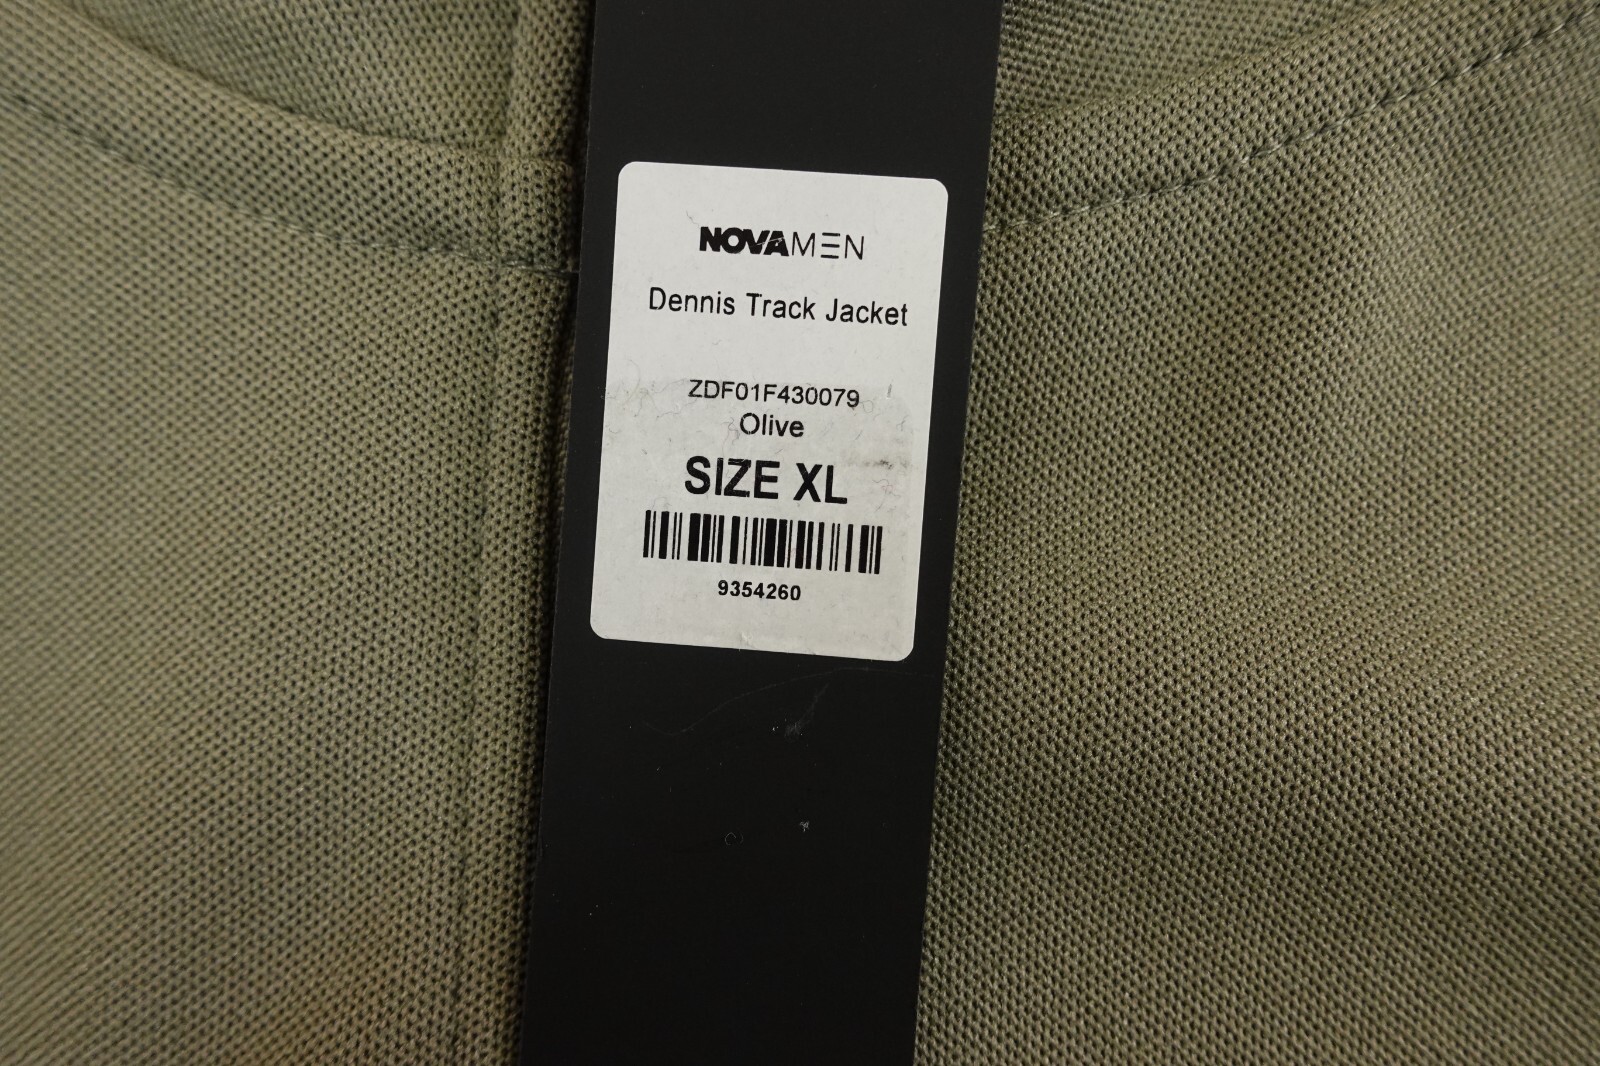 NOVAMEN
Dennis Track Jacket
ZDF01F430079
Olive
SIZE XL
9354260